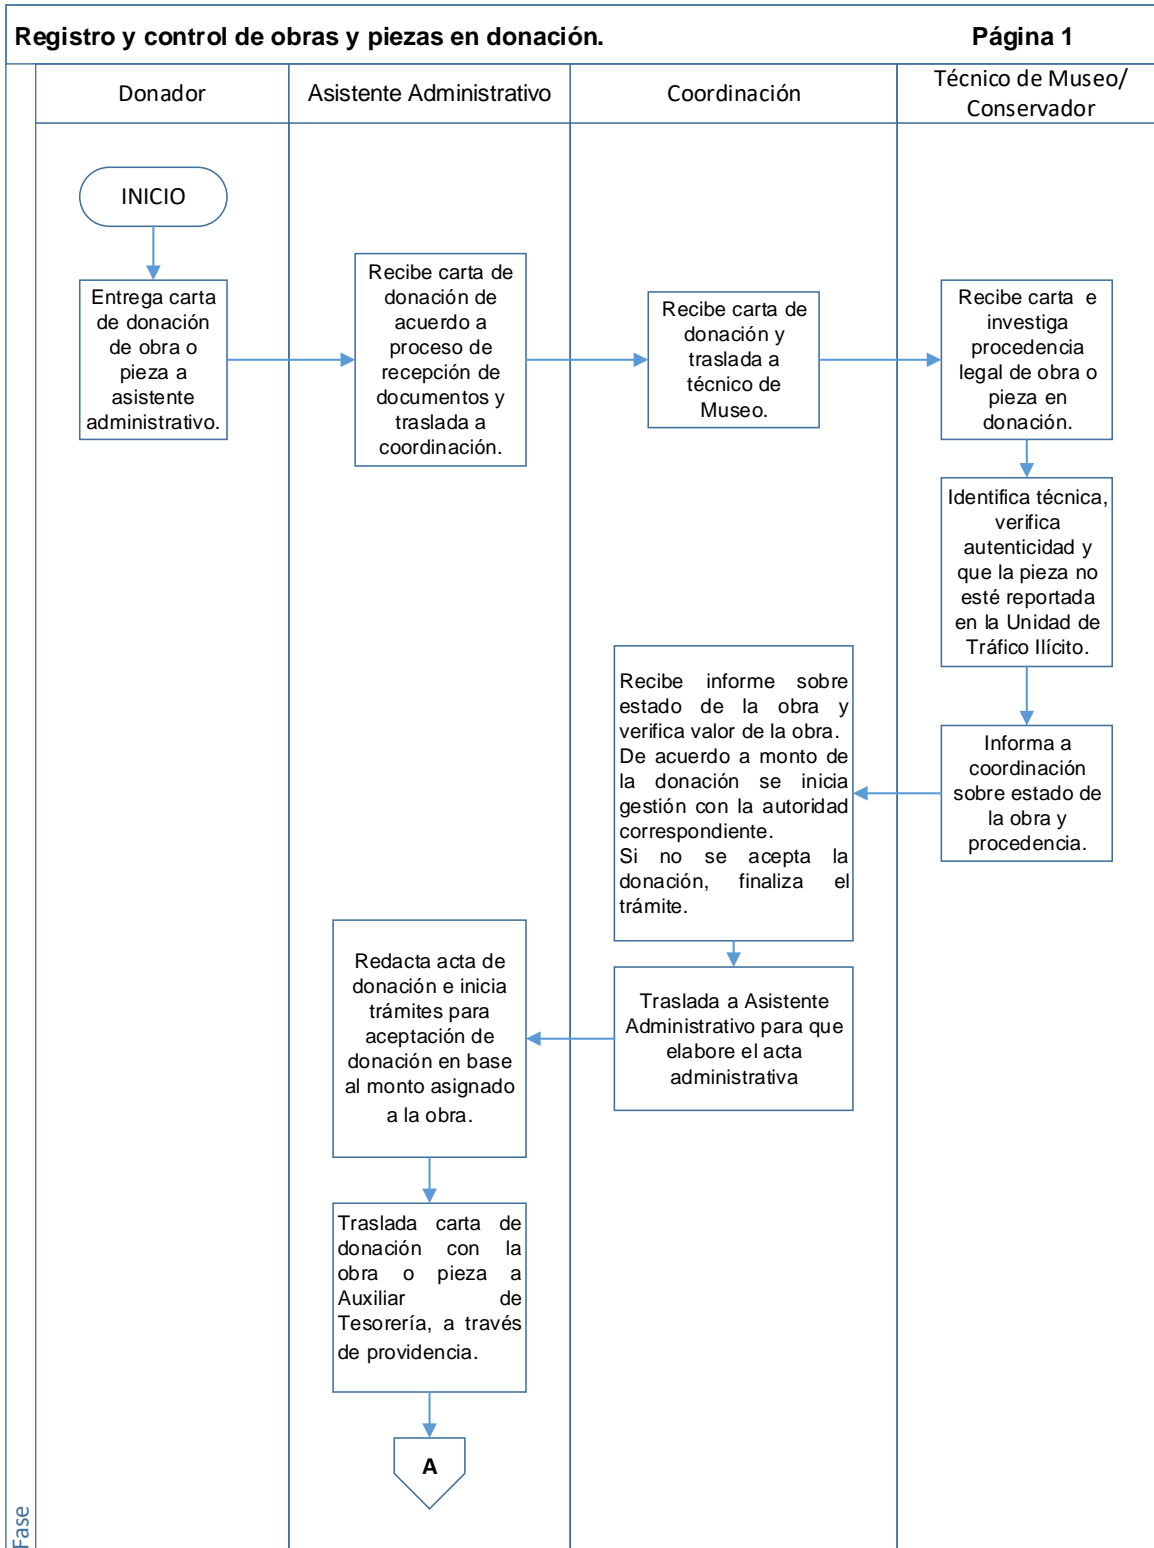 Registro y control de obras y piezas en donación.
Página 1
Donador
Asistente Administrativo
Coordinación
Técnico de Museo/
Conservador
INICIO
Entrega carta
de donación
de obra o
pieza a
asistente
administrativo.
Recibe carta de
donación de
acuerdo a
proceso de
recepción de
documentos y
traslada a
coordinación.
Recibe carta de
donación y
traslada a
técnico de
Museo.
Recibe carta e
investiga
procedencia
legal de obra o
pieza en
donación.
Identifica técnica,
verifica
autenticidad y
que la pieza no
esté reportada
en la Unidad de
Tráfico Ilícito.
Informa a
coordinación
sobre estado de
la obra y
procedencia.
Recibe informe sobre
estado de la obra y
verifica valor de la obra.
De acuerdo a monto de
la donación se inicia
gestión con la autoridad
correspondiente.
Si no se acepta la
donación, finaliza el
trámite.
Traslada a Asistente
Administrativo para que
elabore el acta
administrativa
Redacta acta de
donación e inicia
trámites para
aceptación de
donación en base
al monto asignado
a la obra.
Traslada carta de
donación con la
obra o pieza a
Auxiliar de
Tesorería, a través
de providencia.
A
Fase